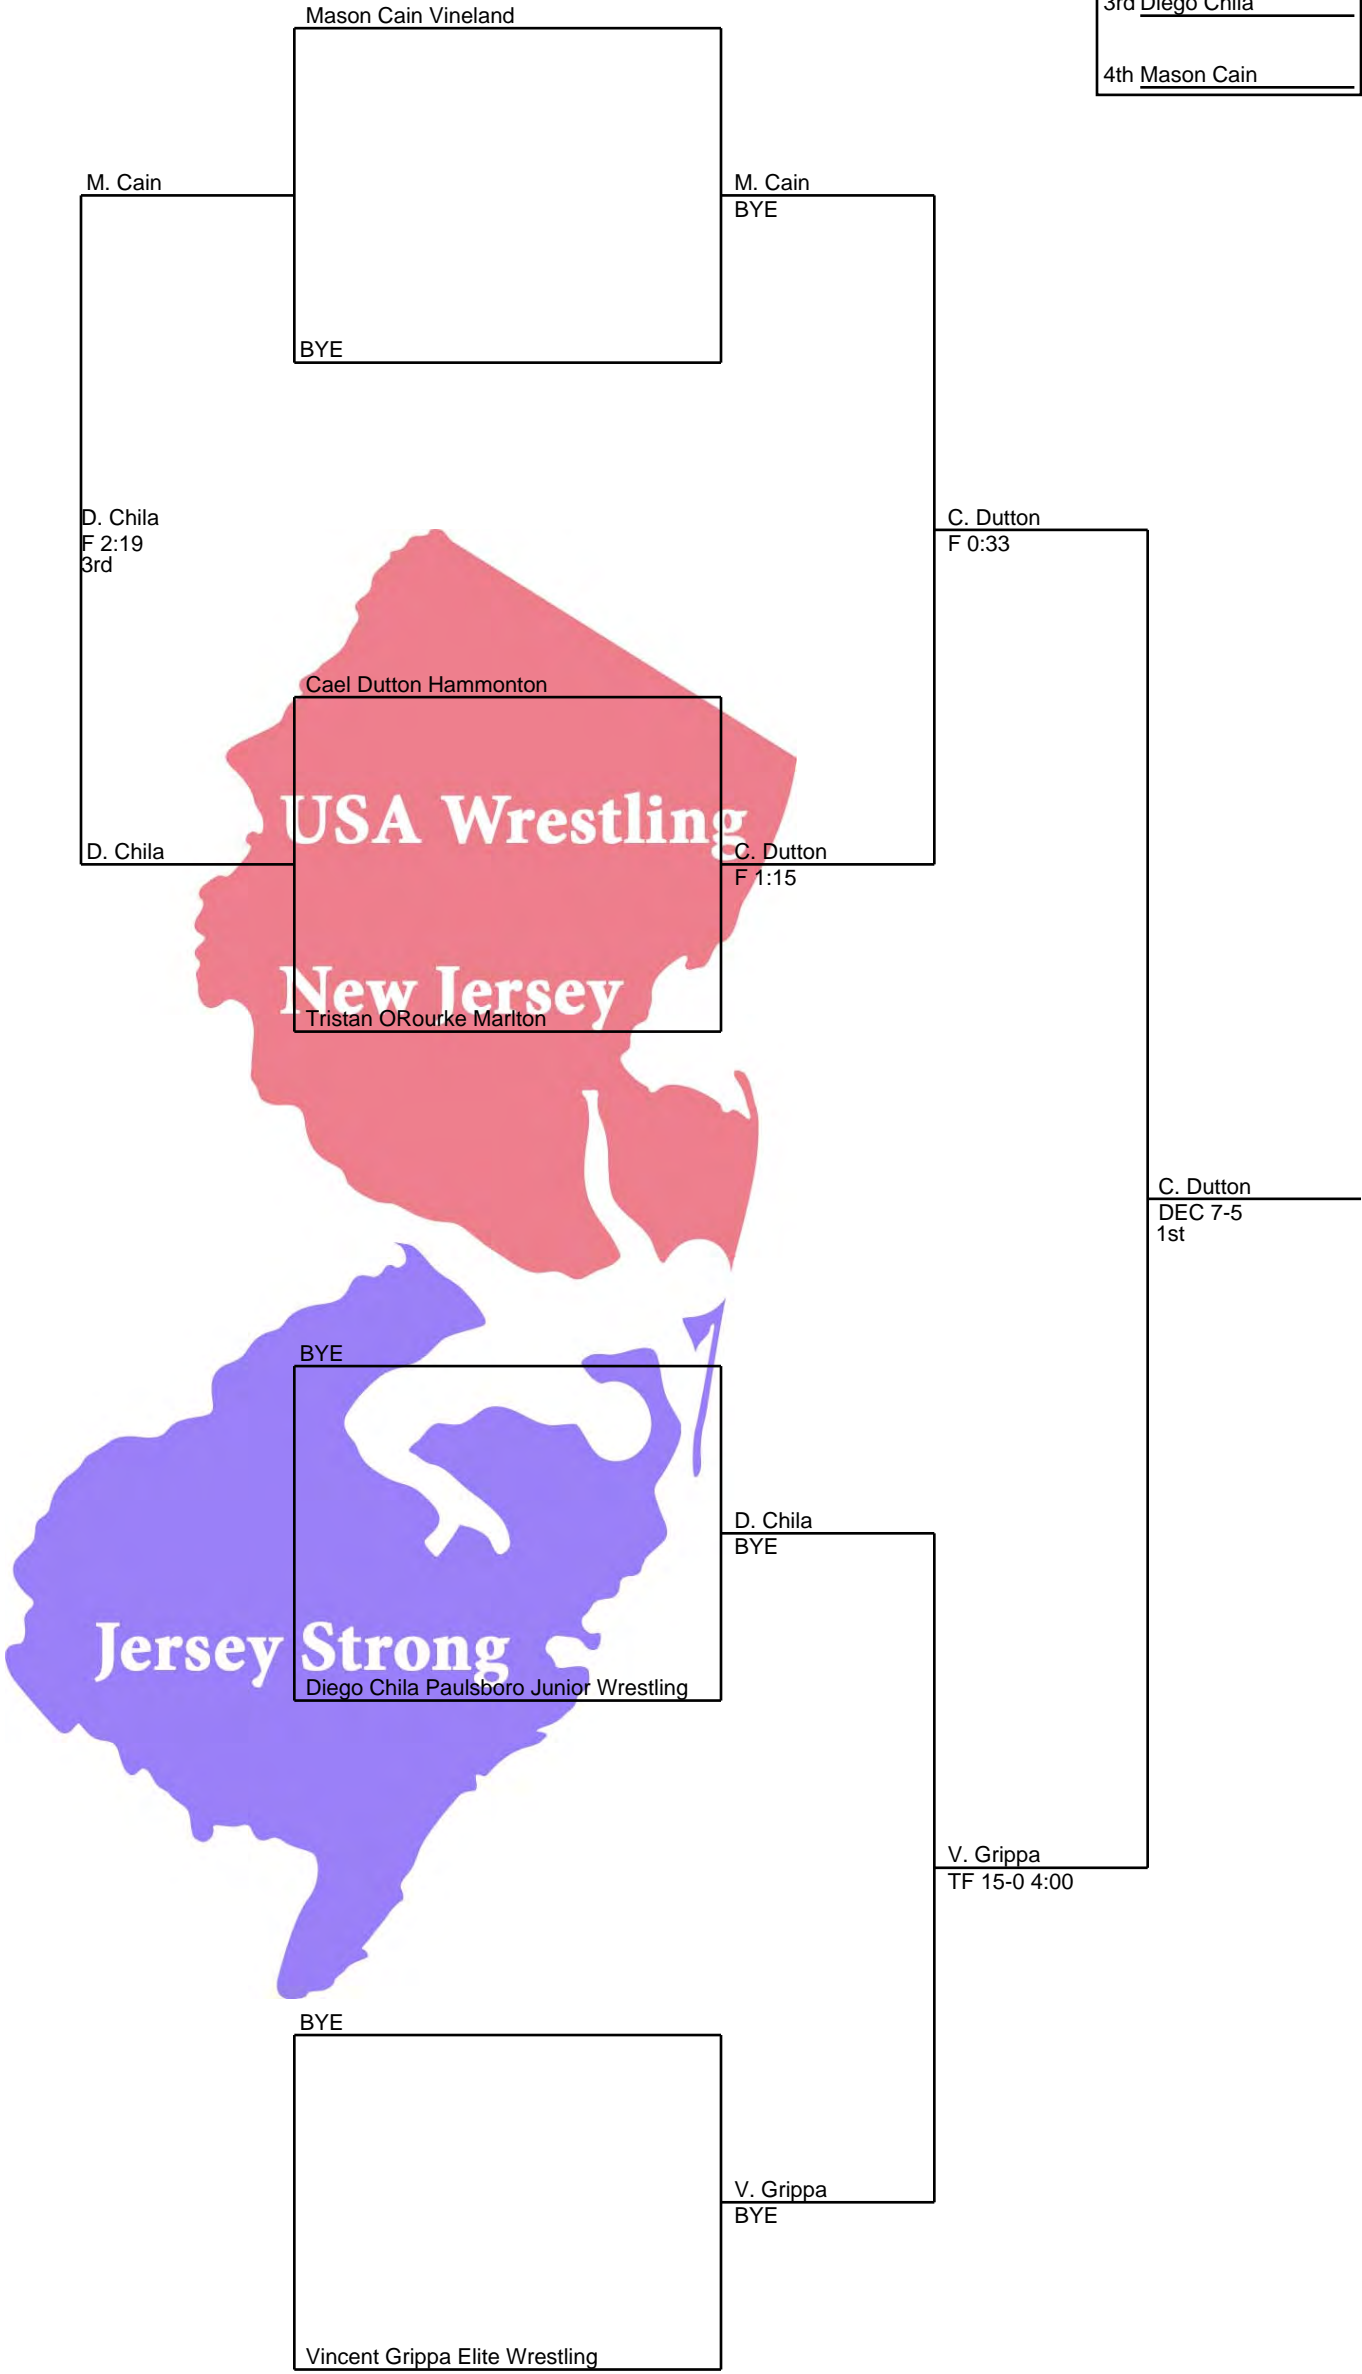 3rd Diego Chila
Mason Cain Vineland
4th Mason Cain
M. Cain
M. Cain
BYE
BYE
D. Chila
F 2:19
3rd
C. Dutton
F 0:33
Cael Dutton Hammonton
USA Wrestling
D. Chila
C. Dutton
F 1:15
New Jersey
Tristan ORourke Marlton
C. Dutton
DEC 7-5
1st
BYE
D. Chila
BYE
Jersey Strong
Diego Chila Paulsboro Junior Wrestling
V. Grippa
TF 15-0 4:00
BYE
V. Grippa
BYE
Vincent Grippa Elite Wrestling